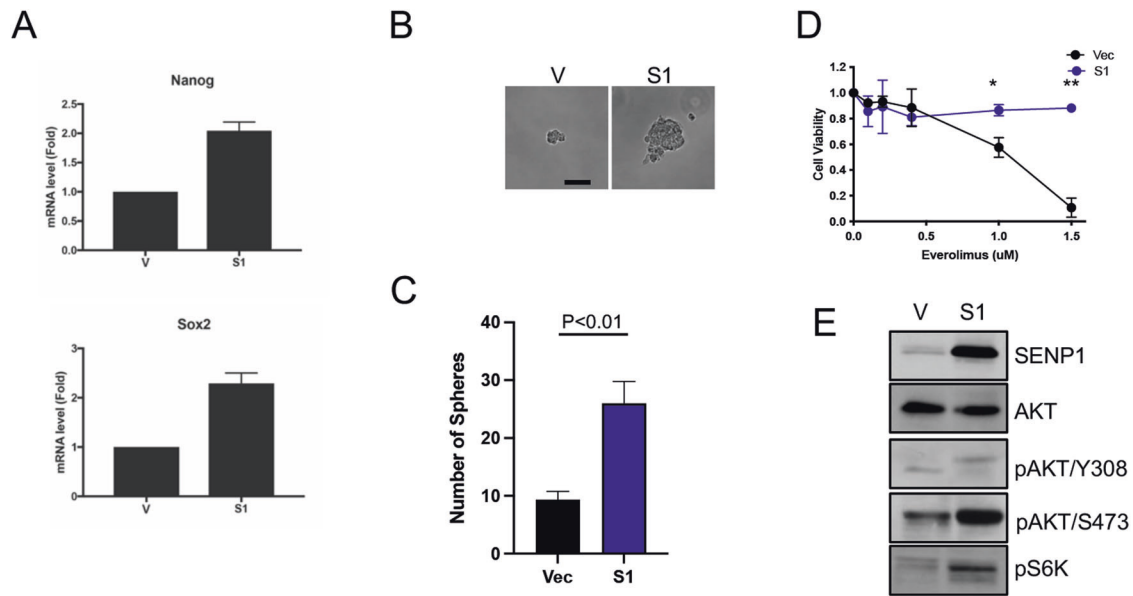 A
Nanog
mRNA level (Fold)
2.5
2.0
1.5
1.0
0.5
0.0
V
S1
Sox2
mRNA level (Fold)
3
2
1
0
V
S1
B
V
S1
C
P<0.01
Number of Spheres
40
30
20
10
0
Vec
S1
D
Vec
S1
*
**
Cell Viability
1.2
1.0
0.8
0.6
0.4
0.2
0.0
0.0
0.5
1.0
1.5
Everolimus (uM)
E
V
S1
SENP1
AKT
pAKT/Y308
pAKT/S473
pS6K